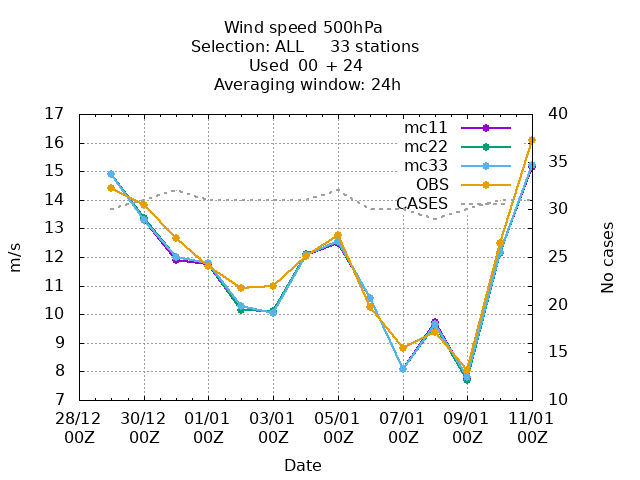 Wind speed 500hPa
Selection: ALL 33 stations
Used 00 + 24
Averaging window: 24h
17 40
16
15 35
14 30
13
12 25
11
10 20
9
8 15
7 10
mc11
mc22
mc33
OBS
CASES
m/s
No cases
28/12 30/12 01/01 03/01 05/01 07/01 09/01 11/01
00Z 00Z 00Z 00Z 00Z 00Z 00Z 00Z
Date